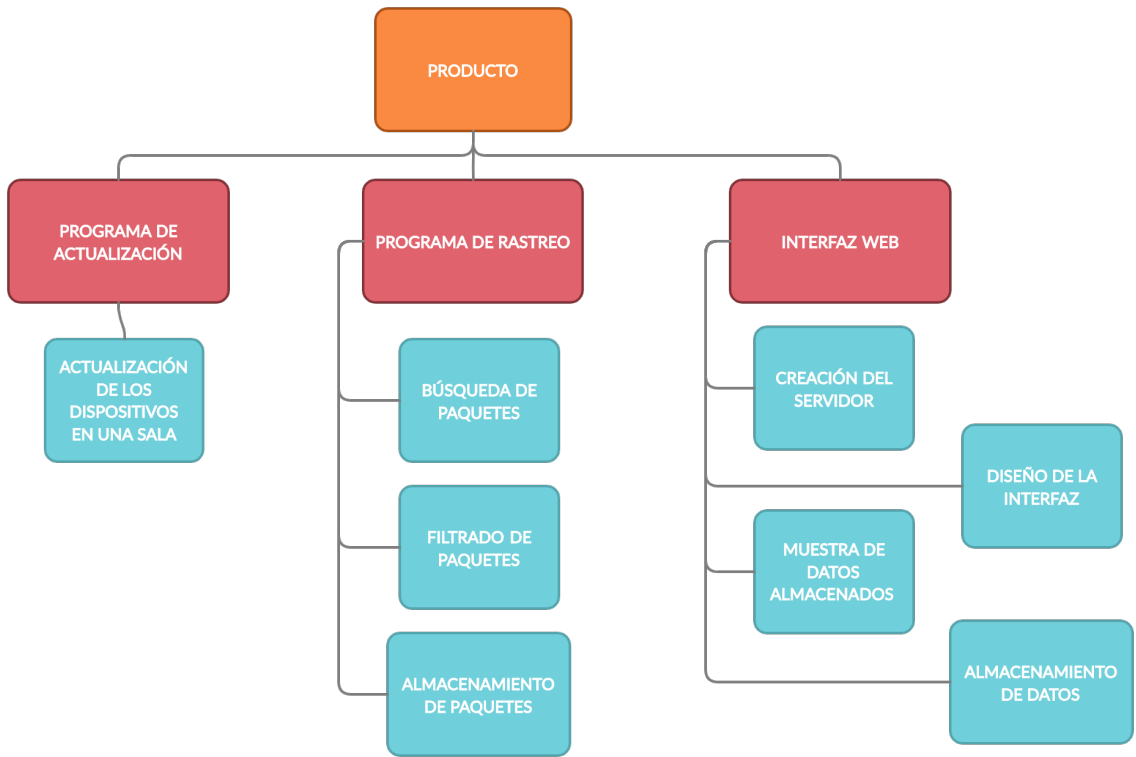 PRODUCTO
PROGRAMA DE
ACTUALIZACIÓN
PROGRAMA DE RASTREO
INTERFAZ WEB
ACTUALIZACIÓN
DE LOS
DISPOSITIVOS
EN UNA SALA
BÚSQUEDA DE
PAQUETES
FILTRADO DE
PAQUETES
ALMACENAMIENTO
DE PAQUETES
CREACIÓN DEL
SERVIDOR
DISEÑO DE LA
INTERFAZ
MUESTRA DE
DATOS
ALMACENADOS
ALMACENAMIENTO
DE DATOS